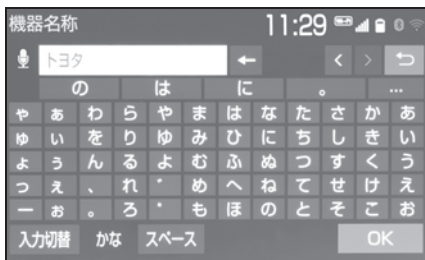 機器名称 11:29
トヨタ ← < >
の は に 。 …
ゃ ぁ わ ら や ま は な た さ か あ
ゅ ぃ を り ゆ み ひ に ち し き い
ょ ぅ ん る よ む ふ ぬ つ す く う
っ ぇ 、 れ ゛ め へ ね て せ け え
ー ぉ 。 ろ ゜ も ほ の と そ こ お
入力切替 かな スペース OK